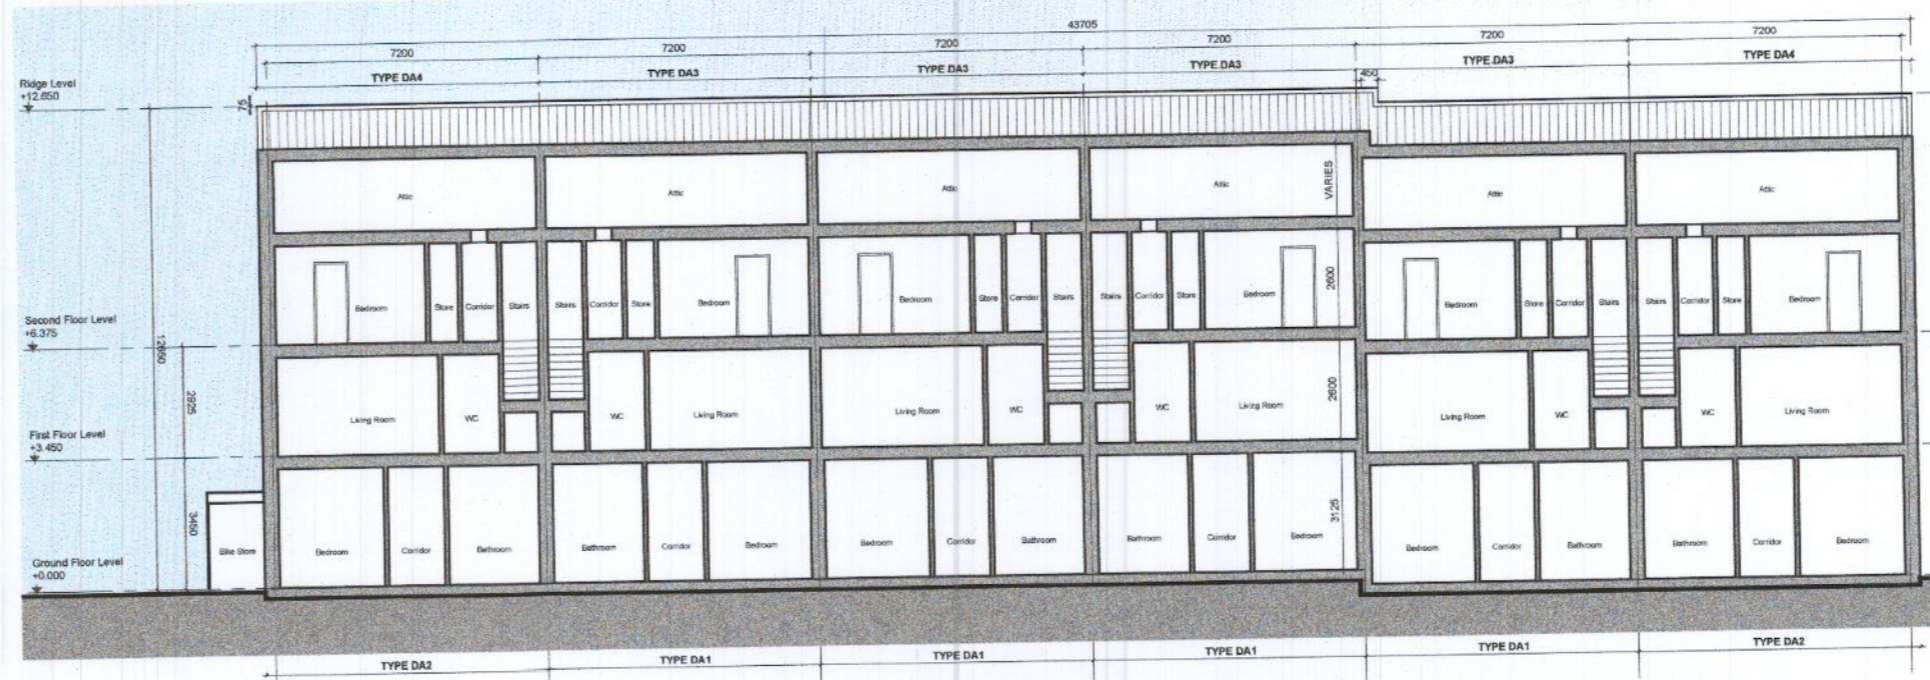 43705
7200 7200 7200 7200 7200 7200
TYPE DA4 TYPE DA3 TYPE DA3 TYPE DA3 TYPE DA3 TYPE DA4
450
Ridge Level
+12.650
75
Attic Attic Attic Attic VARIES Attic Attic
Bedroom Store Corridor Stairs Stairs Corridor Store Bedroom Bedroom Store Corridor Stairs Stairs Corridor Store Bedroom 2600 Bedroom Store Corridor Stairs Stairs Corridor Store Bedroom
Second Floor Level
+6.375
12650
2925
Living Room WC WC Living Room Living Room WC WC Living Room 2600 Living Room WC WC Living Room
First Floor Level
+3.450
3450
Bike Store Bedroom Corridor Bathroom Bathroom Corridor Bedroom Bedroom Corridor Bathroom Bathroom Corridor Bedroom 3125 Bedroom Corridor Bathroom Bathroom Corridor Bedroom
Ground Floor Level
+0.000
TYPE DA2 TYPE DA1 TYPE DA1 TYPE DA1 TYPE DA1 TYPE DA2